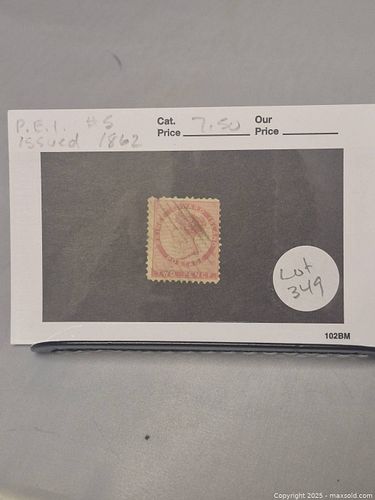 P.E.I. #5
issued 1862
Cat. Price 7.50
Our Price
TWO PENCE
Lot
349
102BM
Copyright 2025 - maxsold.com